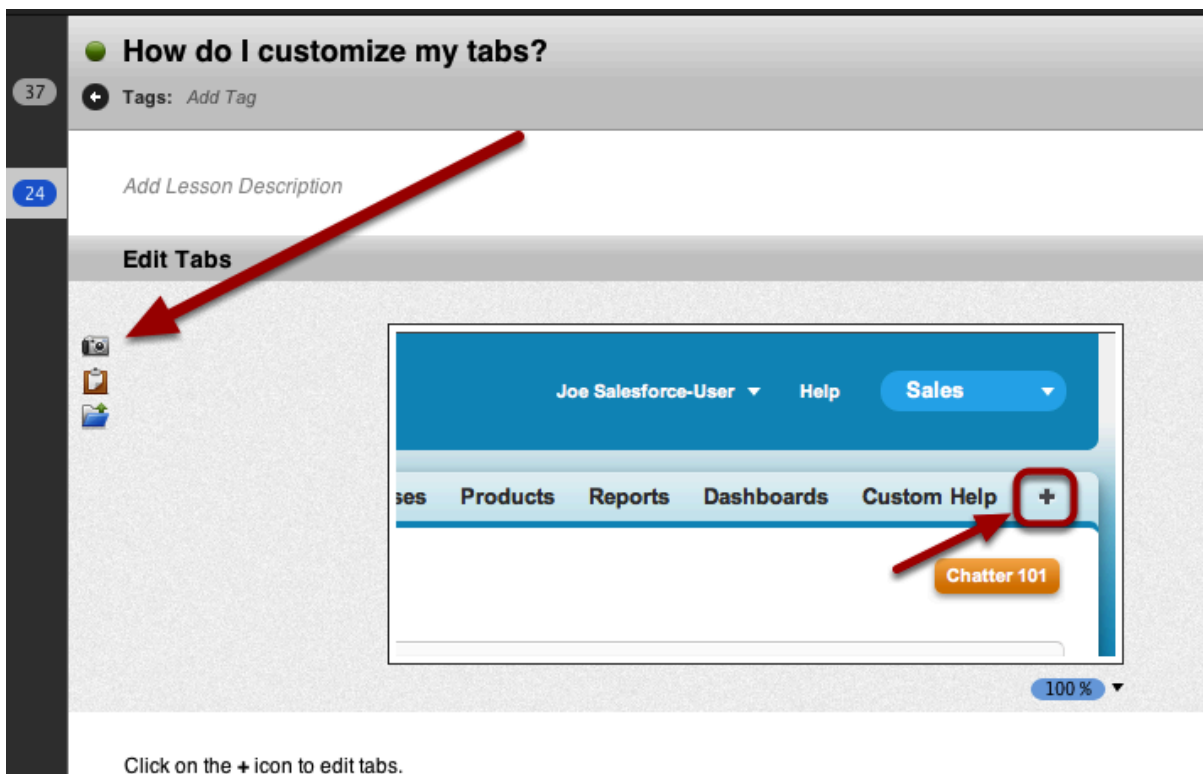 How do I customize my tabs?
37
Tags: Add Tag
24
Add Lesson Description
Edit Tabs
Joe Salesforce-User Help Sales
ses Products Reports Dashboards Custom Help +
Chatter 101
100 %
Click on the + icon to edit tabs.